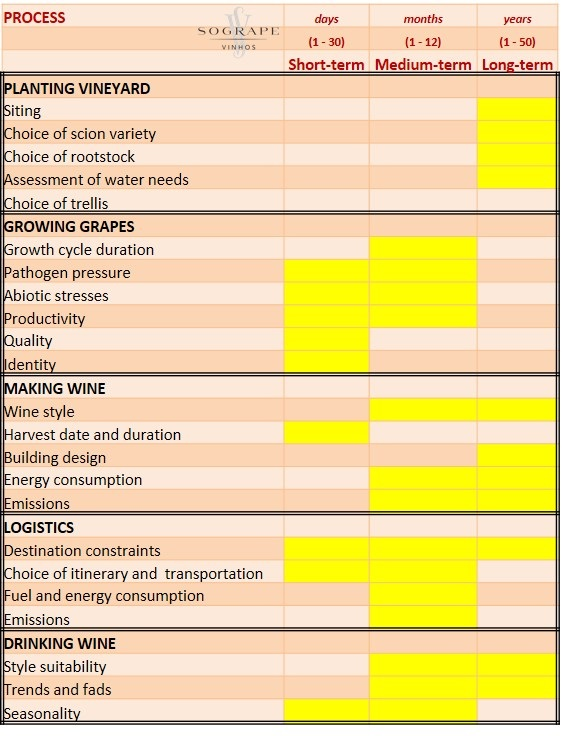 PROCESS
SOGRAPE
VINHOS
days months years
(1 - 30) (1 - 12) (1 - 50)
Short-term Medium-term Long-term
PLANTING VINEYARD
Siting
Choice of scion variety
Choice of rootstock
Assessment of water needs
Choice of trellis
GROWING GRAPES
Growth cycle duration
Pathogen pressure
Abiotic stresses
Productivity
Quality
Identity
MAKING WINE
Wine style
Harvest date and duration
Building design
Energy consumption
Emissions
LOGISTICS
Destination constraints
Choice of itinerary and transportation
Fuel and energy consumption
Emissions
DRINKING WINE
Style suitability
Trends and fads
Seasonality